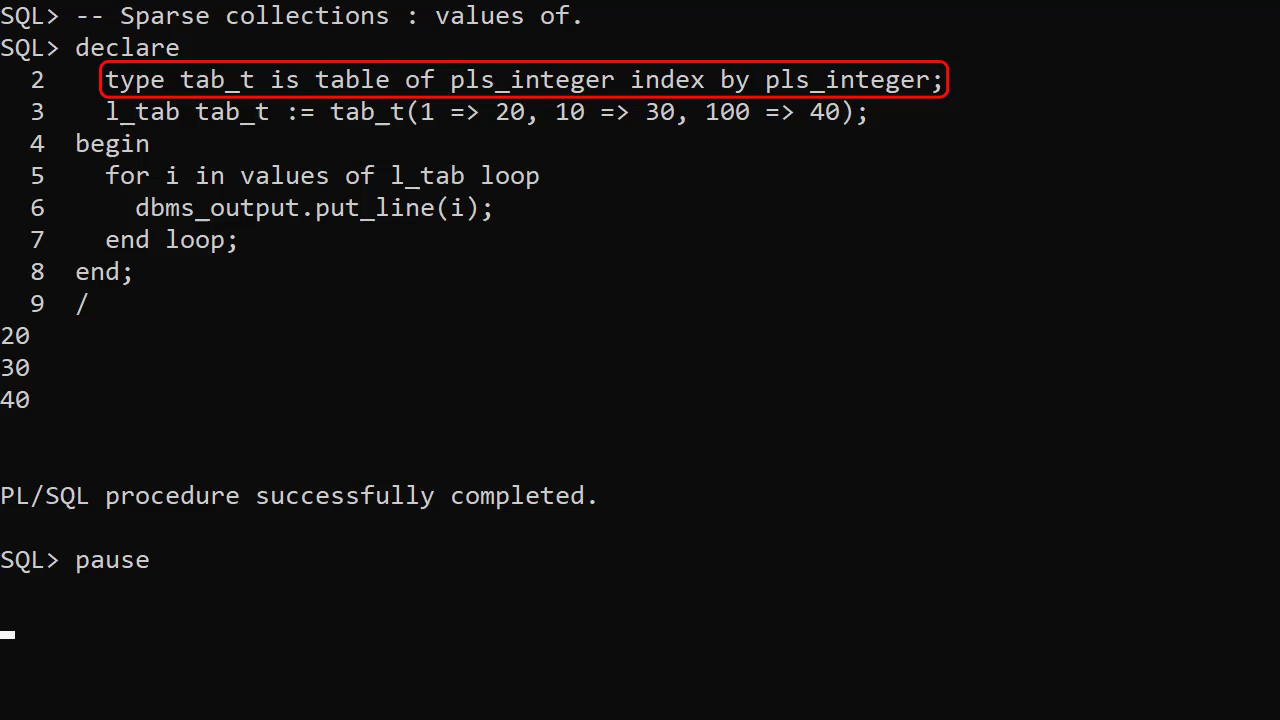 SQL> -- Sparse collections : values of.
SQL> declare
  2    type tab_t is table of pls_integer index by pls_integer;
  3    l_tab tab_t := tab_t(1 => 20, 10 => 30, 100 => 40);
  4  begin
  5    for i in values of l_tab loop
  6      dbms_output.put_line(i);
  7    end loop;
  8  end;
  9  /
20
30
40
PL/SQL procedure successfully completed.
SQL> pause